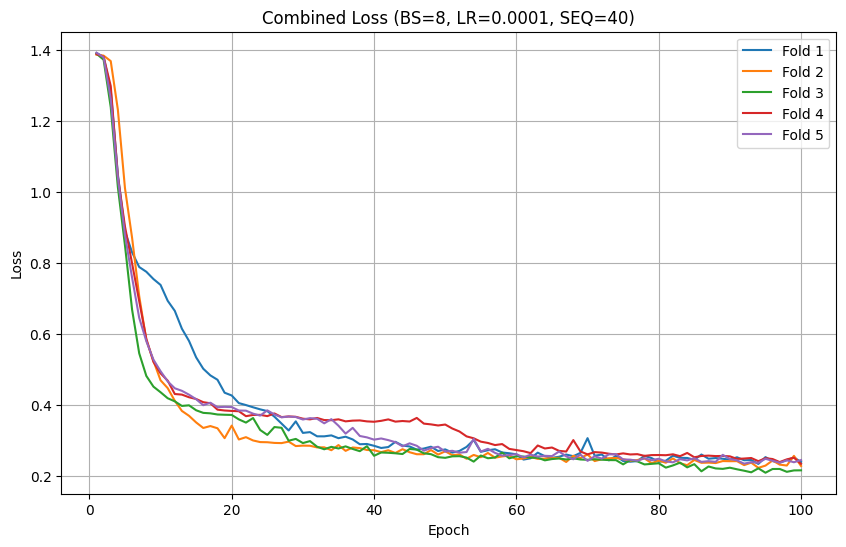 Combined Loss (BS=8, LR=0.0001, SEQ=40)
Fold 1
Fold 2
Fold 3
Fold 4
Fold 5
Loss
1.4
1.2
1.0
0.8
0.6
0.4
0.2
0 20 40 60 80 100
Epoch